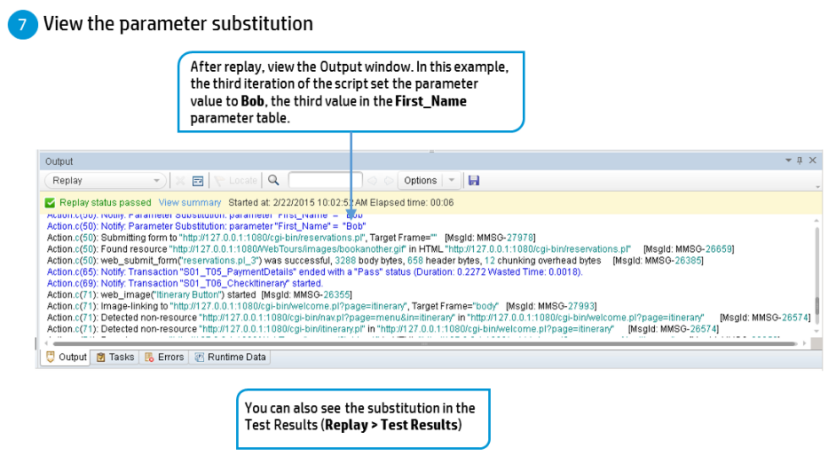 7 View the parameter substitution
After replay, view the Output window. In this example,
the third iteration of the script set the parameter
value to Bob, the third value in the First_Name
parameter table.
Output
Replay Locate Options
Replay status passed View summary Started at: 2/22/2015 10:02:52 AM Elapsed time: 00:06
Action.c(50): Notify: Parameter Substitution: parameter "First_Name" = "Bob"
Action.c(50): Notify: Parameter Substitution: parameter "First_Name" = "Bob"
Action.c(50): Submitting form to "http://127.0.0.1:1080/cgi-bin/reservations.pl", Target Frame="" [MsgId: MMSG-27978]
Action.c(50): Found resource "http://127.0.0.1:1080/WebTours/images/bookanother.gif" in HTML "http://127.0.0.1:1080/cgi-bin/reservations.pl" [MsgId: MMSG-26659]
Action.c(50): web_submit_form("reservations.pl_3") was successful, 3288 body bytes, 658 header bytes, 12 chunking overhead bytes [MsgId: MMSG-26385]
Action.c(65): Notify: Transaction "S01_T05_PaymentDetails" ended with a "Pass" status (Duration: 0.2272 Wasted Time: 0.0018).
Action.c(69): Notify: Transaction "S01_T06_CheckItinerary" started.
Action.c(71): web_image("Itinerary Button") started [MsgId: MMSG-26355]
Action.c(71): Image-linking to "http://127.0.0.1:1080/cgi-bin/welcome.pl?page=itinerary", Target Frame="body" [MsgId: MMSG-27993]
Action.c(71): Detected non-resource "http://127.0.0.1:1080/cgi-bin/nav.pl?page=menu&in=itinerary" in "http://127.0.0.1:1080/cgi-bin/welcome.pl?page=itinerary" [MsgId: MMSG-26574]
Action.c(71): Detected non-resource "http://127.0.0.1:1080/cgi-bin/itinerary.pl" in "http://127.0.0.1:1080/cgi-bin/welcome.pl?page=itinerary" [MsgId: MMSG-26574]
Output Tasks Errors Runtime Data
You can also see the substitution in the
Test Results (Replay > Test Results)